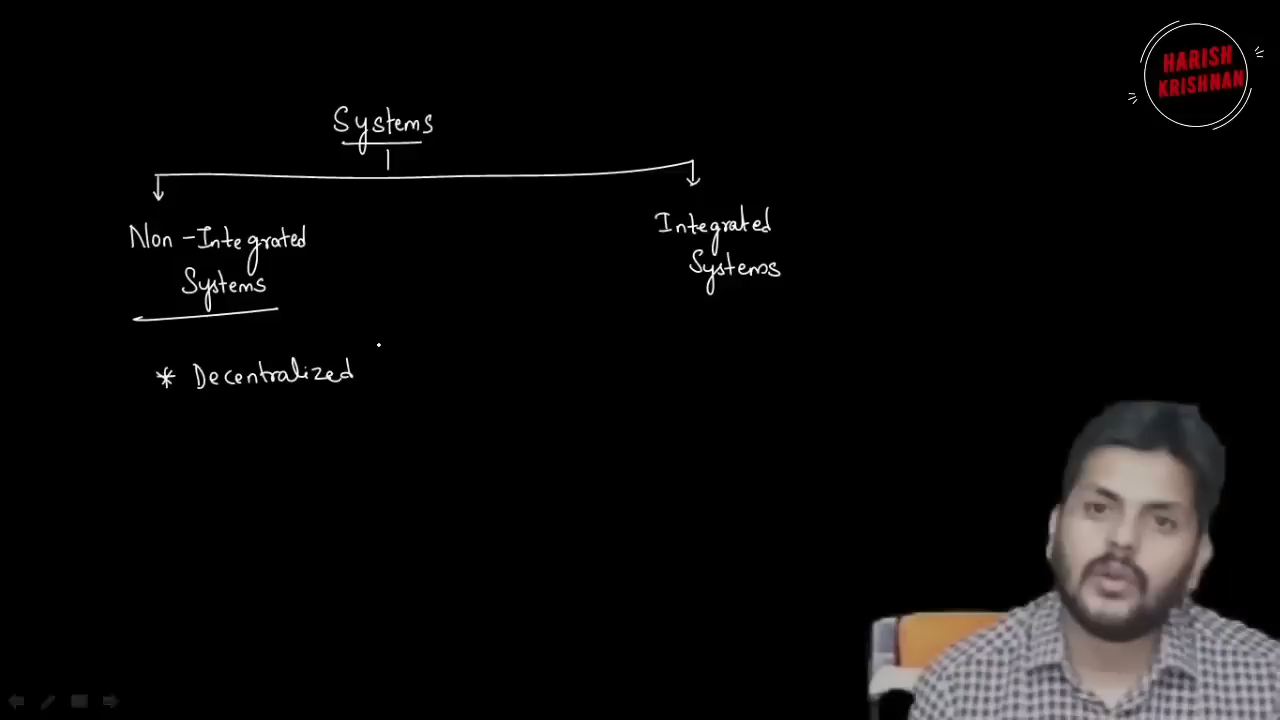 HARISH
KRISHNAN
Systems
Non-Integrated
Systems
Integrated
Systems
* Decentralized